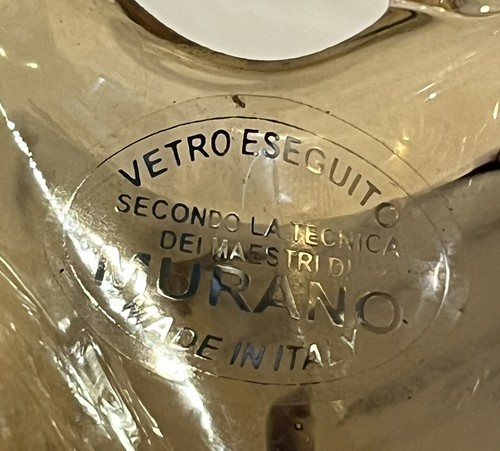 VETRO ESEGUITO
SECONDO LA TECNICA
DEI MAESTRI DI
MURANO
MADE IN ITALY